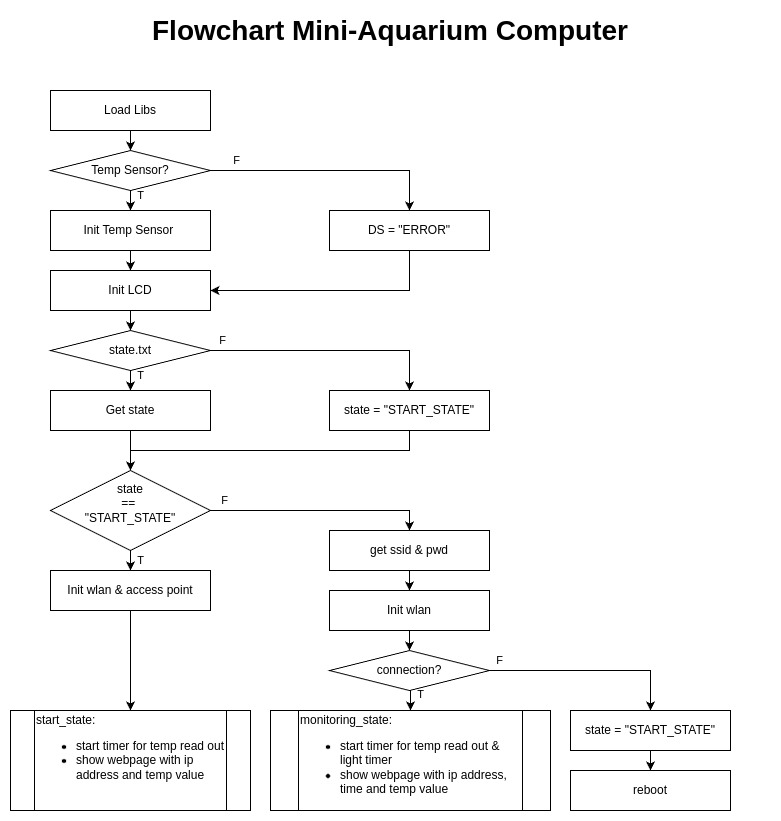 Flowchart Mini-Aquarium Computer
Load Libs
Temp Sensor?
F
T
Init Temp Sensor
DS = "ERROR"
Init LCD
state.txt
F
T
Get state
state = "START_STATE"
state
==
"START_STATE"
F
T
get ssid & pwd
Init wlan & access point
Init wlan
connection?
F
T
start_state:
start timer for temp read out
show webpage with ip
address and temp value
monitoring_state:
start timer for temp read out &
light timer
show webpage with ip address,
time and temp value
state = "START_STATE"
reboot